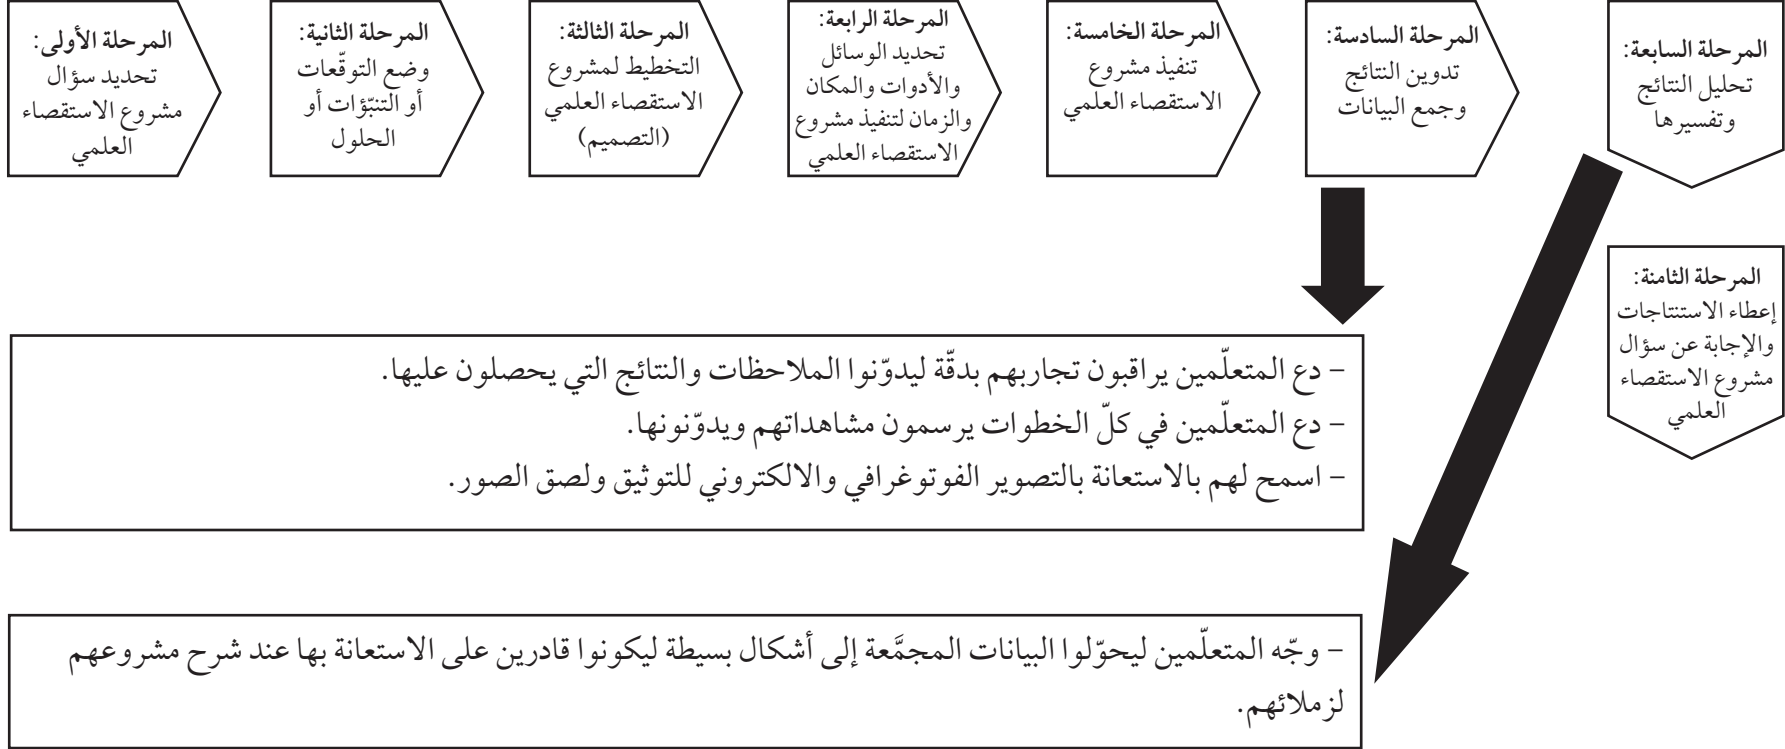 المرحلة الأولى:
تحديد سؤال
مشروع الاستقصاء
العلمي
المرحلة الثانية:
وضع التوقّعات
أو التنبّؤات أو
الحلول
المرحلة الثالثة:
التخطيط لمشروع
الاستقصاء العلمي
(التصميم)
المرحلة الرابعة:
تحديد الوسائل
والأدوات والمكان
والزمان لتنفيذ مشروع
الاستقصاء العلمي
المرحلة الخامسة:
تنفيذ مشروع
الاستقصاء العلمي
المرحلة السادسة:
تدوين النتائج
وجمع البيانات
المرحلة السابعة:
تحليل النتائج
وتفسيرها
المرحلة الثامنة:
إعطاء الاستنتاجات
والإجابة عن سؤال
مشروع الاستقصاء
العلمي
– دع المتعلّمين يراقبون تجاربهم بدقّة ليدوّنوا الملاحظات والنتائج التي يحصلون عليها.
– دع المتعلّمين في كلّ الخطوات يرسمون مشاهداتهم ويدوّنونها.
– اسمح لهم بالاستعانة بالتصوير الفوتوغرافي والالكتروني للتوثيق ولصق الصور.
– وجّه المتعلّمين ليحوّلوا البيانات المجمَّعة إلى أشكال بسيطة ليكونوا قادرين على الاستعانة بها عند شرح مشروعهم
لزملائهم.